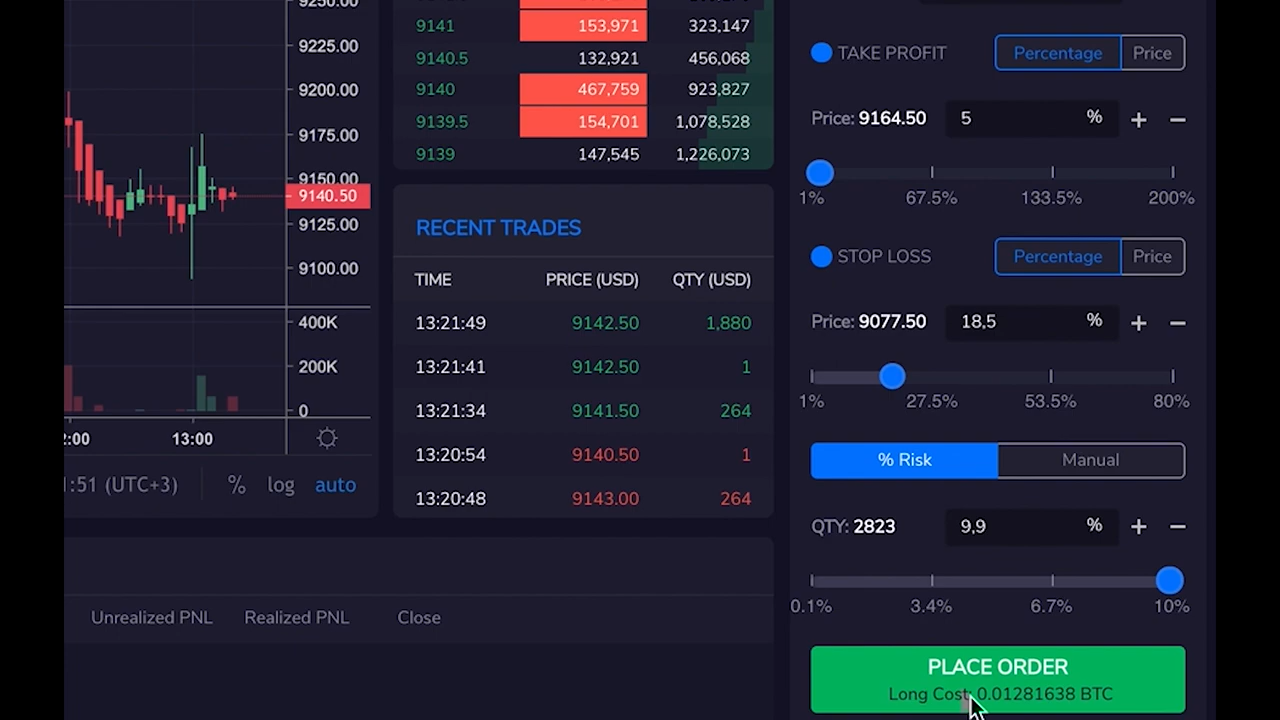 9250.00
9225.00
9200.00
9175.00
9150.00
9140.50
9125.00
9100.00
400K
200K
0
2:00 13:00
1:51 (UTC+3) % log auto
9141 153,971 323,147
9140.5 132,921 456,068
9140 467,759 923,827
9139.5 154,701 1,078,528
9139 147,545 1,226,073
RECENT TRADES
TIME PRICE (USD) QTY (USD)
13:21:49 9142.50 1,880
13:21:41 9142.50 1
13:21:34 9141.50 264
13:20:54 9140.50 1
13:20:48 9143.00 264
Unrealized PNL Realized PNL Close
TAKE PROFIT Percentage Price
Price: 9164.50 5 % + −
1% 67.5% 133.5% 200%
STOP LOSS Percentage Price
Price: 9077.50 18,5 % + −
1% 27.5% 53.5% 80%
% Risk Manual
QTY: 2823 9,9 % + −
0.1% 3.4% 6.7% 10%
PLACE ORDER
Long Cost: 0.01281638 BTC